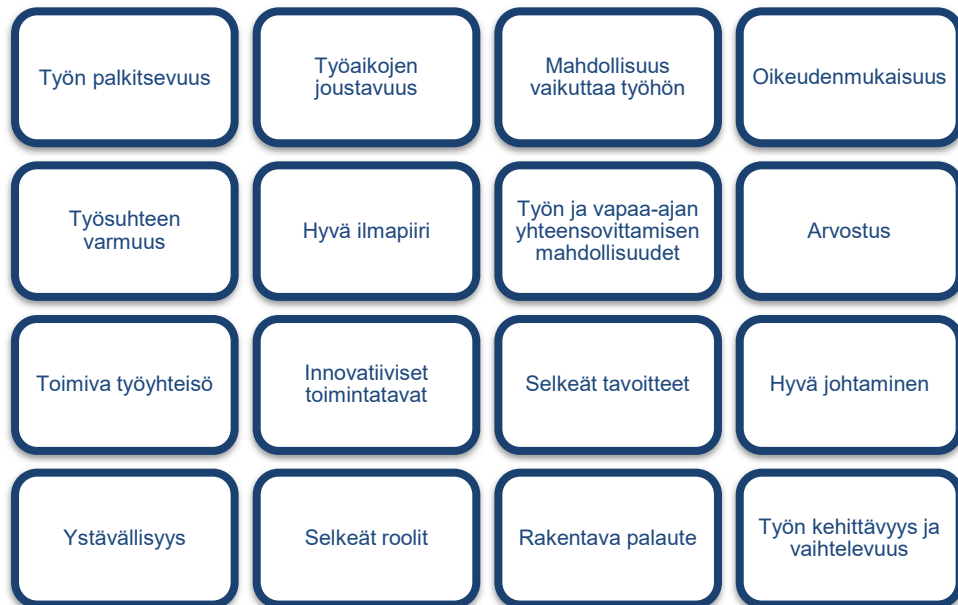 Työn palkitsevuus
Työaikojen
joustavuus
Mahdollisuus
vaikuttaa työhön
Oikeudenmukaisuus
Työsuhteen
varmuus
Hyvä ilmapiiri
Työn ja vapaa-ajan
yhteensovittamisen
mahdollisuudet
Arvostus
Toimiva työyhteisö
Innovatiiviset
toimintatavat
Selkeät tavoitteet
Hyvä johtaminen
Ystävällisyys
Selkeät roolit
Rakentava palaute
Työn kehittävyys ja
vaihtelevuus